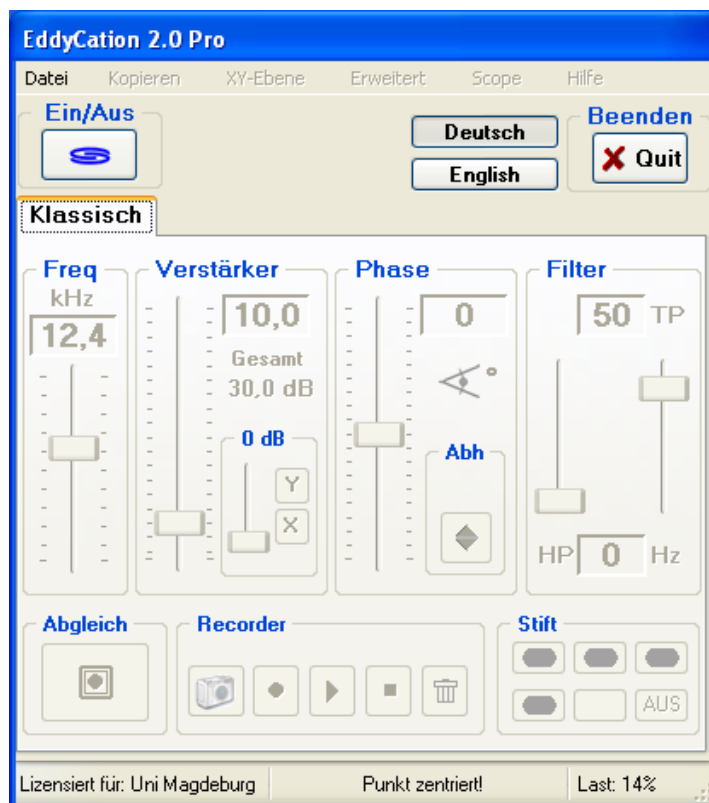 EddyCation 2.0 Pro
Datei Kopieren XY-Ebene Erweitert Scope Hilfe
Ein/Aus
Deutsch
English
Beenden
Quit
Klassisch
Freq
kHz
12,4
Verstärker
10,0
Gesamt
30,0 dB
0 dB
Y
X
Phase
0
°
Abh
Filter
50 TP
HP 0 Hz
Abgleich
Recorder
Stift
AUS
Lizensiert für: Uni Magdeburg Punkt zentriert! Last: 14%